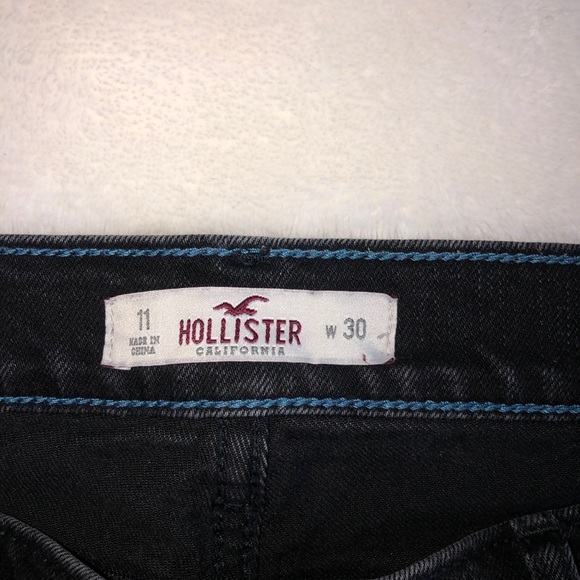 11
MADE IN
CHINA
HOLLISTER
CALIFORNIA
W 30